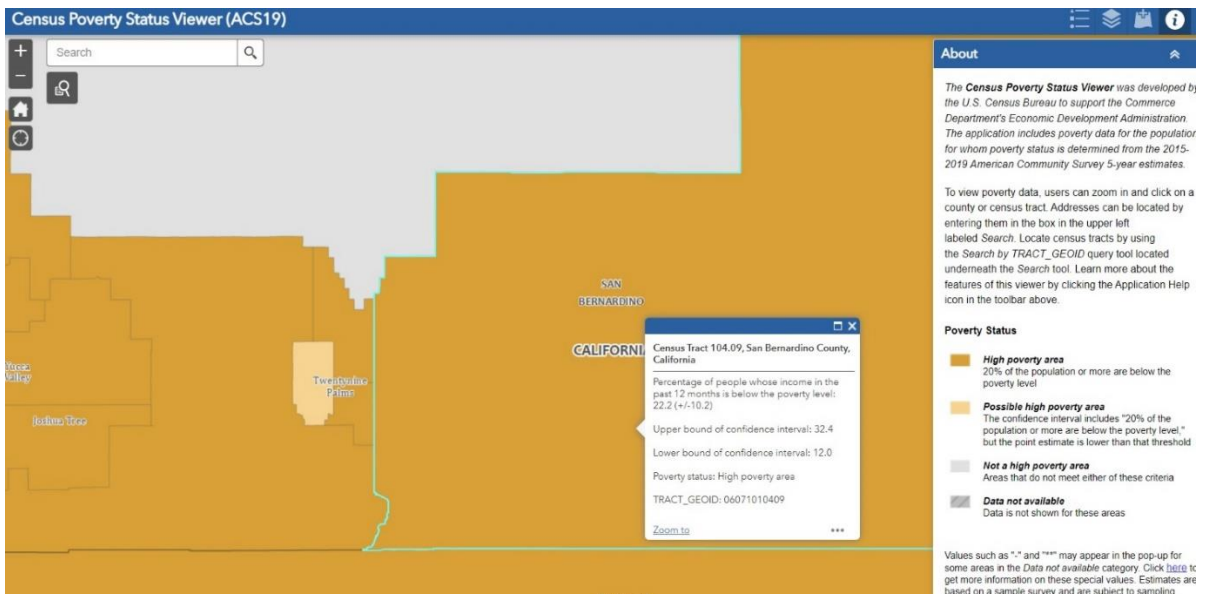 Census Poverty Status Viewer (ACS19)
Search
About
The Census Poverty Status Viewer was developed by
the U.S. Census Bureau to support the Commerce
Department's Economic Development Administration.
The application includes poverty data for the population
for whom poverty status is determined from the 2015-
2019 American Community Survey 5-year estimates.
To view poverty data, users can zoom in and click on a
county or census tract. Addresses can be located by
entering them in the box in the upper left
labeled Search. Locate census tracts by using
the Search by TRACT_GEOID query tool located
underneath the Search tool. Learn more about the
features of this viewer by clicking the Application Help
icon in the toolbar above.
Poverty Status
High poverty area
20% of the population or more are below the
poverty level
Possible high poverty area
The confidence interval includes "20% of the
population or more are below the poverty level,"
but the point estimate is lower than that threshold
Not a high poverty area
Areas that do not meet either of these criteria
Data not available
Data is not shown for these areas
Values such as "-" and "**" may appear in the pop-up for
some areas in the Data not available category. Click here to
get more information on these special values. Estimates are
based on a sample survey and are subject to sampling
SAN
BERNARDINO
CALIFORNI
Census Tract 104.09, San Bernardino County,
California
Percentage of people whose income in the
past 12 months is below the poverty level:
22.2 (+/-10.2)
Upper bound of confidence interval: 32.4
Lower bound of confidence interval: 12.0
Poverty status: High poverty area
TRACT_GEOID: 06071010409
Zoom to
Twentynine
Palms
Yucca
Valley
Joshua Tree